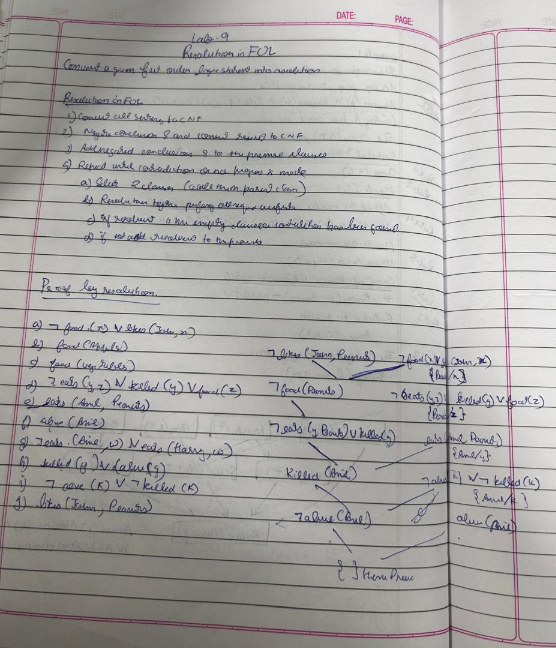 DATE: PAGE:
Lab-9
Resolution in FOL
Convert a given first order logic statement into resolution
Resolution in FOL
1) Convert all sentences to CNF
2) Negate conclusion S and convert result to CNF
3) Add negated conclusion S to the premise clauses
4) Repeat until contradiction or no progress is made
a) Select 2 clauses (call them parent clauses)
b) Resolve them together performing all required
c) If resolvent is the empty clause, contradiction has been found
d) if not add resolvent to the premises
Proof by resolution
a) ¬ food (x) V likes (John, x)
b) food (Apple)
c) food (vegetables)
d) ¬ eats (y, z) V killed (y) V food (z)
e) eats (Anil, Peanuts)
f) alive (Anil)
g) ¬ eats (Anil, w) V eats (Harry, w)
h) killed (g) V alive (g)
i) ¬ alive (K) V ¬ killed (K)
j) likes (John, Peanuts)
¬ likes (John, Peanuts) ¬ food (x) V (John, x)
¬ food (Peanuts) ¬ eats (y, z) killed (y) V food (z)
¬ eats (y, Peanuts) V killed (y) eats (Anil, Peanuts)
{Anil/y}
Killed (Anil) ¬ alive (k) V ¬ killed (k)
{Anil/k}
¬ alive (Anil) alive (Anil)
{ } Hence Proved